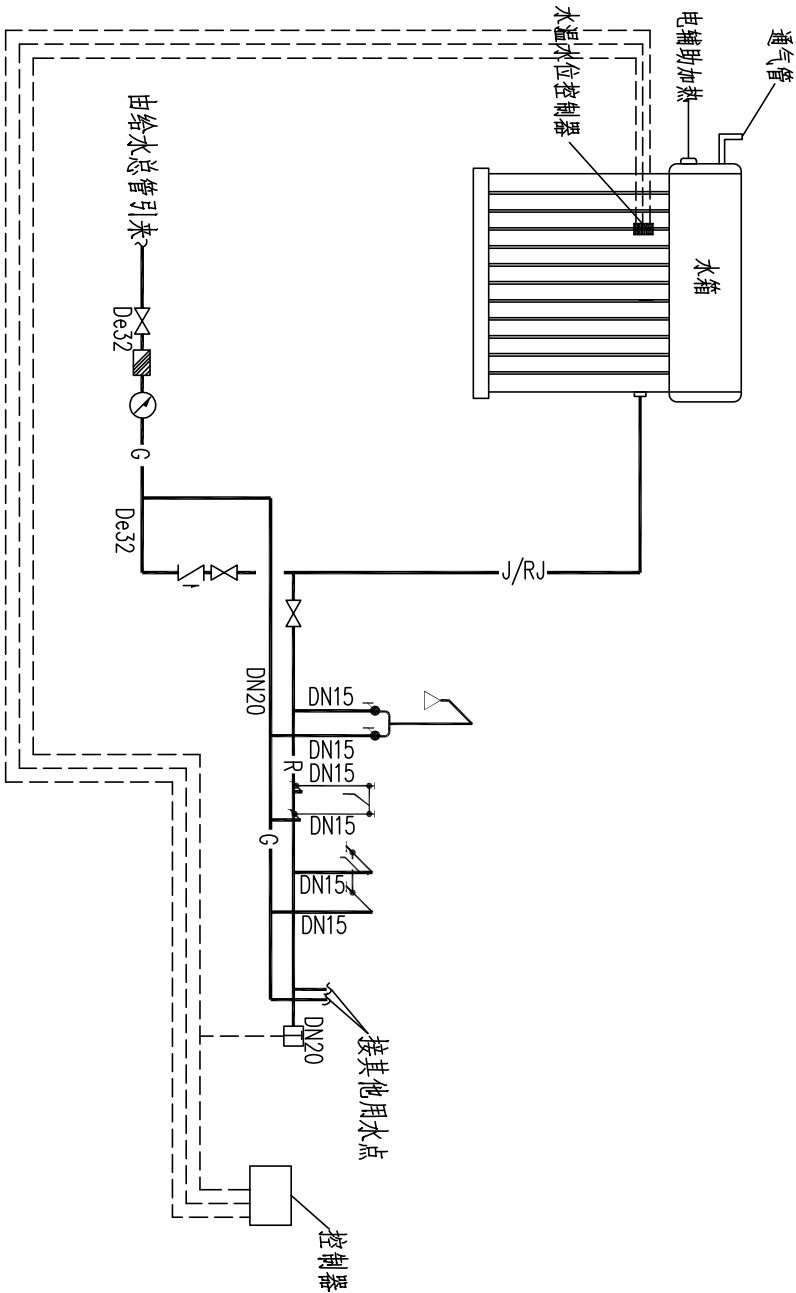 通气管
电辅助加热
水温水位控制器
水箱
由给水总管引来
De32
G
De32
J/RJ
DN20
DN15
DN15
R
DN15
DN15
G
DN15
DN15
DN20
接其他用水点
控制器